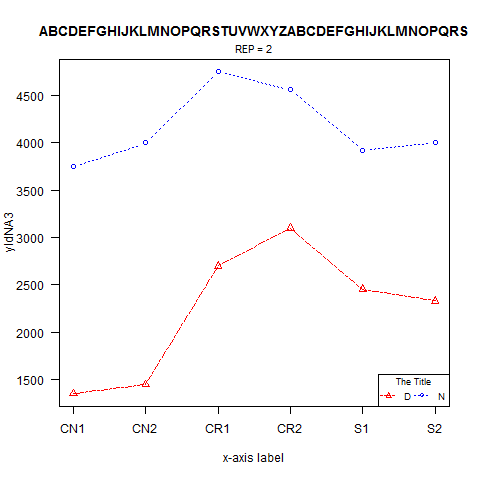 ABCDEFGHIJKLMNOPQRSTUVWXYZABCDEFGHIJKLMNOPQRS
REP = 2
4500
4000
3500
3000
2500
2000
1500
yldNA3
The Title
D N
CN1 CN2 CR1 CR2 S1 S2
x-axis label